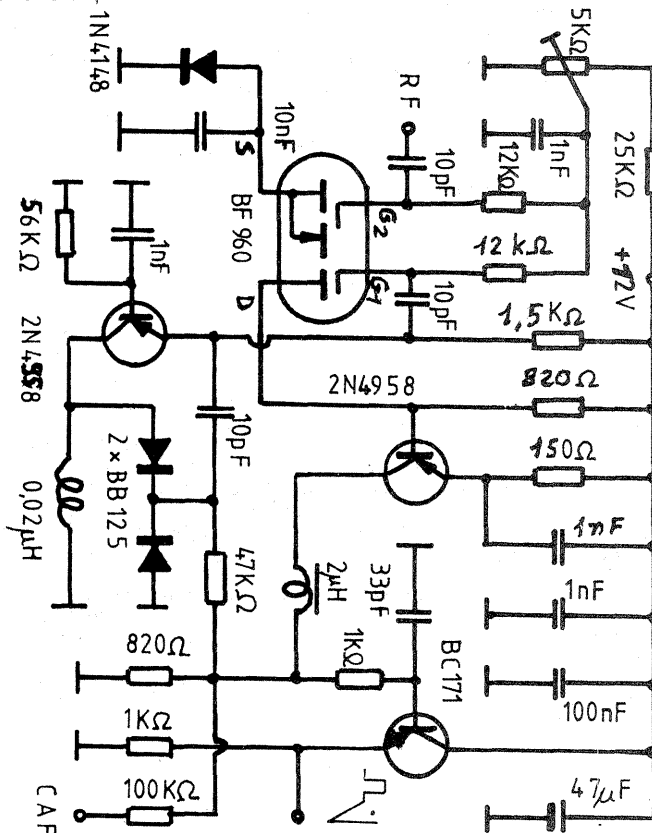 5KΩ
25KΩ
+12V
1nF
12KΩ
12 kΩ
1,5KΩ
820Ω
150Ω
1nF
1nF
100nF
47µF
RF
10pF
G2
G1
10pF
1N4148
10nF
S
BF 960
D
2N4958
1nF
56KΩ
10pF
2×BB125
0,02µH
47KΩ
2µH
33pF
1KΩ
BC171
820Ω
1KΩ
100KΩ
CAF